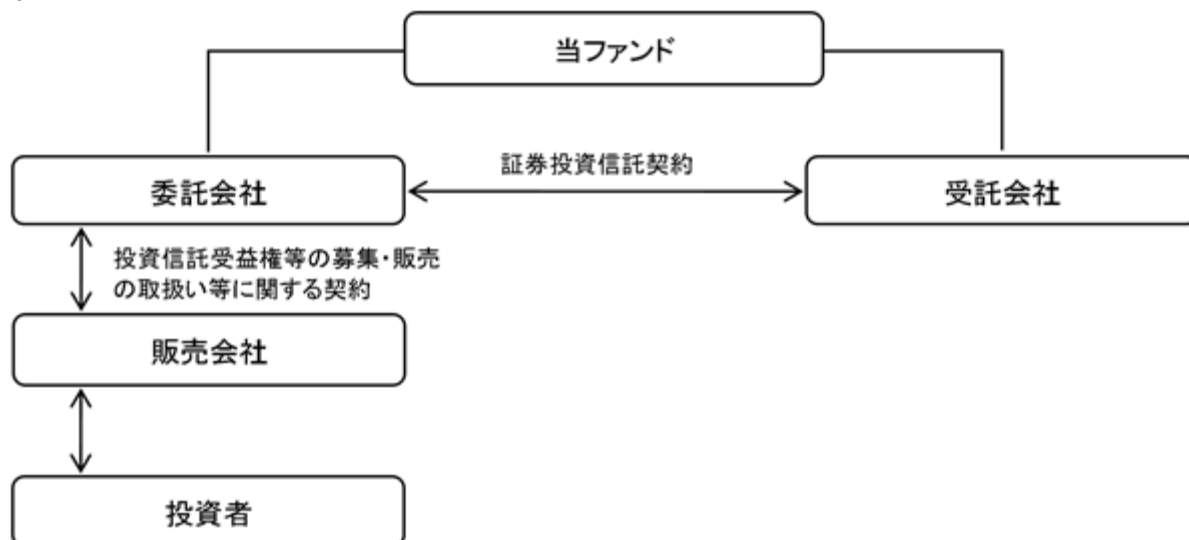 当ファンド
証券投資信託契約
委託会社
受託会社
投資信託受益権等の募集・販売
の取扱い等に関する契約
販売会社
投資者